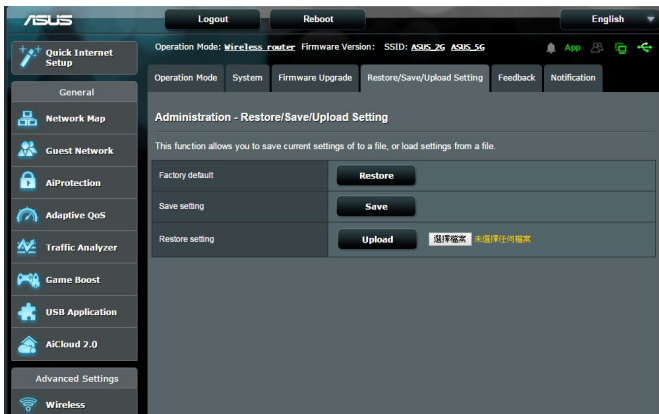 ASUS
Logout
Reboot
English
Quick Internet Setup
Operation Mode: Wireless router Firmware Version: SSID: ASUS_2G ASUS_5G
App
Operation Mode
System
Firmware Upgrade
Restore/Save/Upload Setting
Feedback
Notification
General
Network Map
Guest Network
AiProtection
Adaptive QoS
Traffic Analyzer
Game Boost
USB Application
AiCloud 2.0
Advanced Settings
Wireless
Administration - Restore/Save/Upload Setting
This function allows you to save current settings of to a file, or load settings from a file.
Factory default
Restore
Save setting
Save
Restore setting
Upload
選擇檔案 未選擇任何檔案